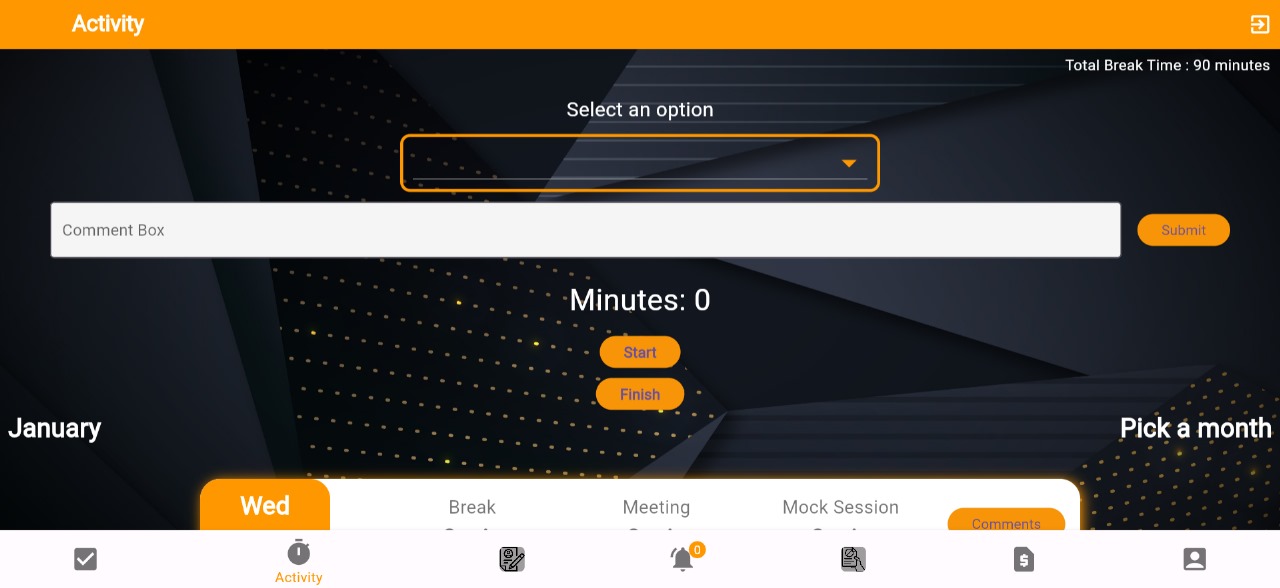 Activity
Total Break Time : 90 minutes
Select an option
Comment Box
Submit
Minutes: 0
Start
Finish
January
Pick a month
Wed
Break
Meeting
Mock Session
Comments
0
Activity